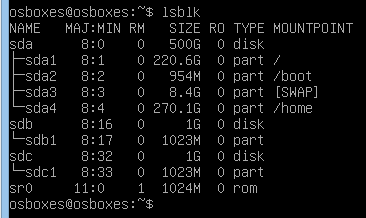 osboxes@osboxes:~$ lsblk
NAME   MAJ:MIN RM   SIZE RO TYPE MOUNTPOINT
sda      8:0    0   500G  0 disk
├─sda1   8:1    0 220.6G  0 part /
├─sda2   8:2    0   954M  0 part /boot
├─sda3   8:3    0   8.4G  0 part [SWAP]
└─sda4   8:4    0 270.1G  0 part /home
sdb      8:16   0     1G  0 disk
└─sdb1   8:17   0  1023M  0 part
sdc      8:32   0     1G  0 disk
└─sdc1   8:33   0  1023M  0 part
sr0     11:0    1  1024M  0 rom
osboxes@osboxes:~$